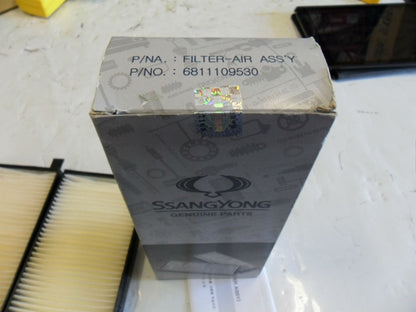 P/NA. : FILTER-AIR ASS'Y
P/NO. : 6811109530
SSANGYONG
GENUINE PARTS